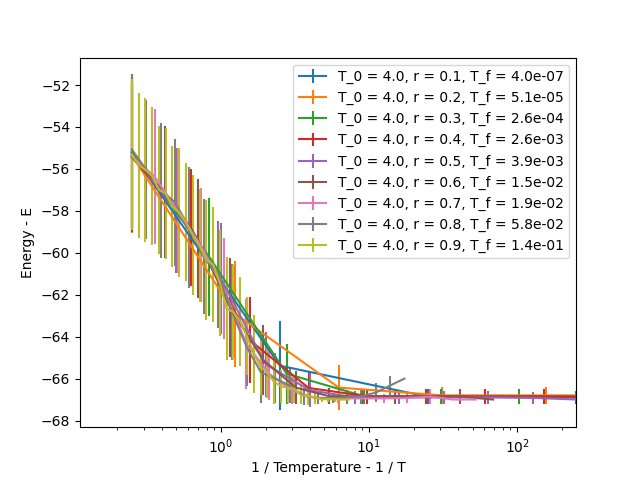 T_0 = 4.0, r = 0.1, T_f = 4.0e-07
T_0 = 4.0, r = 0.2, T_f = 5.1e-05
T_0 = 4.0, r = 0.3, T_f = 2.6e-04
T_0 = 4.0, r = 0.4, T_f = 2.6e-03
T_0 = 4.0, r = 0.5, T_f = 3.9e-03
T_0 = 4.0, r = 0.6, T_f = 1.5e-02
T_0 = 4.0, r = 0.7, T_f = 1.9e-02
T_0 = 4.0, r = 0.8, T_f = 5.8e-02
T_0 = 4.0, r = 0.9, T_f = 1.4e-01
Energy - E
−52
−54
−56
−58
−60
−62
−64
−66
−68
10⁰ 10¹ 10²
1 / Temperature - 1 / T